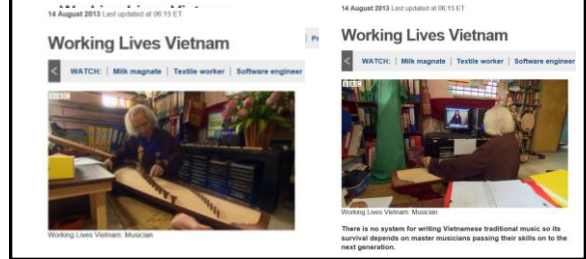 14 August 2013 Last updated at 06:15 ET
Working Lives Vietnam
WATCH: | Milk magnate | Textile worker | Software engineer
BBC
Working Lives Vietnam: Musician
14 August 2013 Last updated at 06:15 ET
Working Lives Vietnam
WATCH: | Milk magnate | Textile worker | Software engineer
BBC
Working Lives Vietnam: Musician
There is no system for writing Vietnamese traditional music so its
survival depends on master musicians passing their skills on to the
next generation.